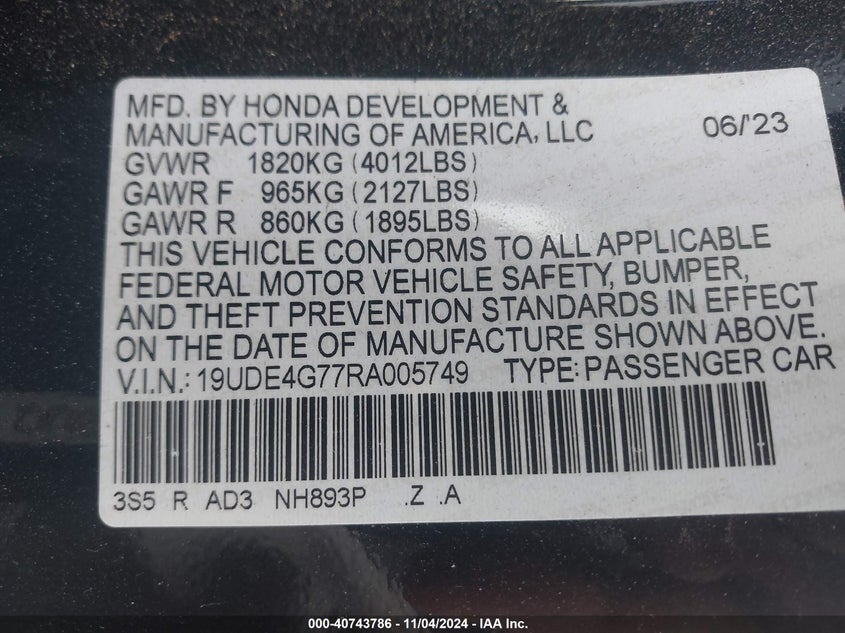 MFD. BY HONDA DEVELOPMENT &
MANUFACTURING OF AMERICA, LLC 06/'23
GVWR 1820KG (4012LBS)
GAWR F 965KG (2127LBS)
GAWR R 860KG (1895LBS)
THIS VEHICLE CONFORMS TO ALL APPLICABLE
FEDERAL MOTOR VEHICLE SAFETY, BUMPER,
AND THEFT PREVENTION STANDARDS IN EFFECT
ON THE DATE OF MANUFACTURE SHOWN ABOVE.
V.I.N.: 19UDE4G77RA005749 TYPE: PASSENGER CAR
3S5 R AD3 NH893P .Z .A
000-40743786 - 11/04/2024 - IAA Inc.